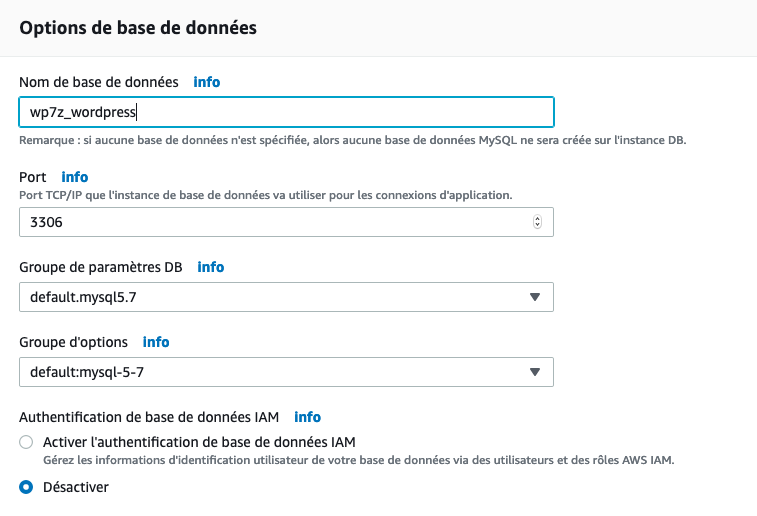 Options de base de données
Nom de base de données info
wp7z_wordpress
Remarque : si aucune base de données n'est spécifiée, alors aucune base de données MySQL ne sera créée sur l'instance DB.
Port info
Port TCP/IP que l'instance de base de données va utiliser pour les connexions d'application.
3306
Groupe de paramètres DB info
default.mysql5.7
Groupe d'options info
default:mysql-5-7
Authentification de base de données IAM info
Activer l'authentification de base de données IAM
Gérez les informations d'identification utilisateur de votre base de données via des utilisateurs et des rôles AWS IAM.
Désactiver